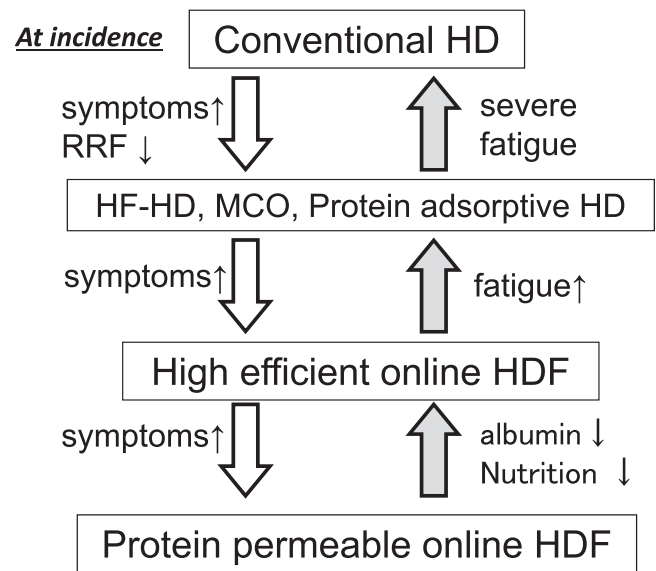 At incidence
Conventional HD
symptoms↑
RRF ↓
severe
fatigue
HF-HD, MCO, Protein adsorptive HD
symptoms↑
fatigue↑
High efficient online HDF
symptoms↑
albumin ↓
Nutrition ↓
Protein permeable online HDF